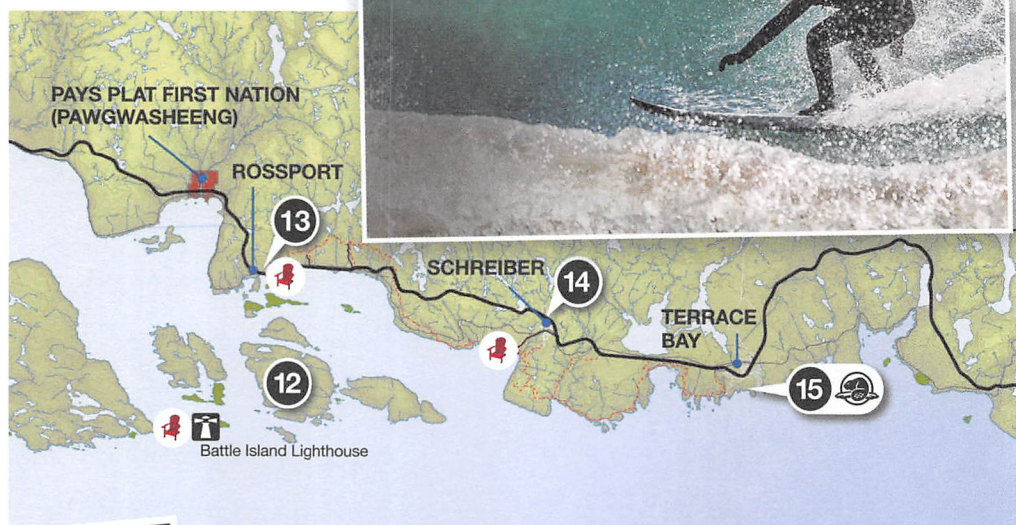 PAYS PLAT FIRST NATION
(PAWGWASHEENG)
ROSSPORT
13
SCHREIBER
14
TERRACE
BAY
12
15
Battle Island Lighthouse